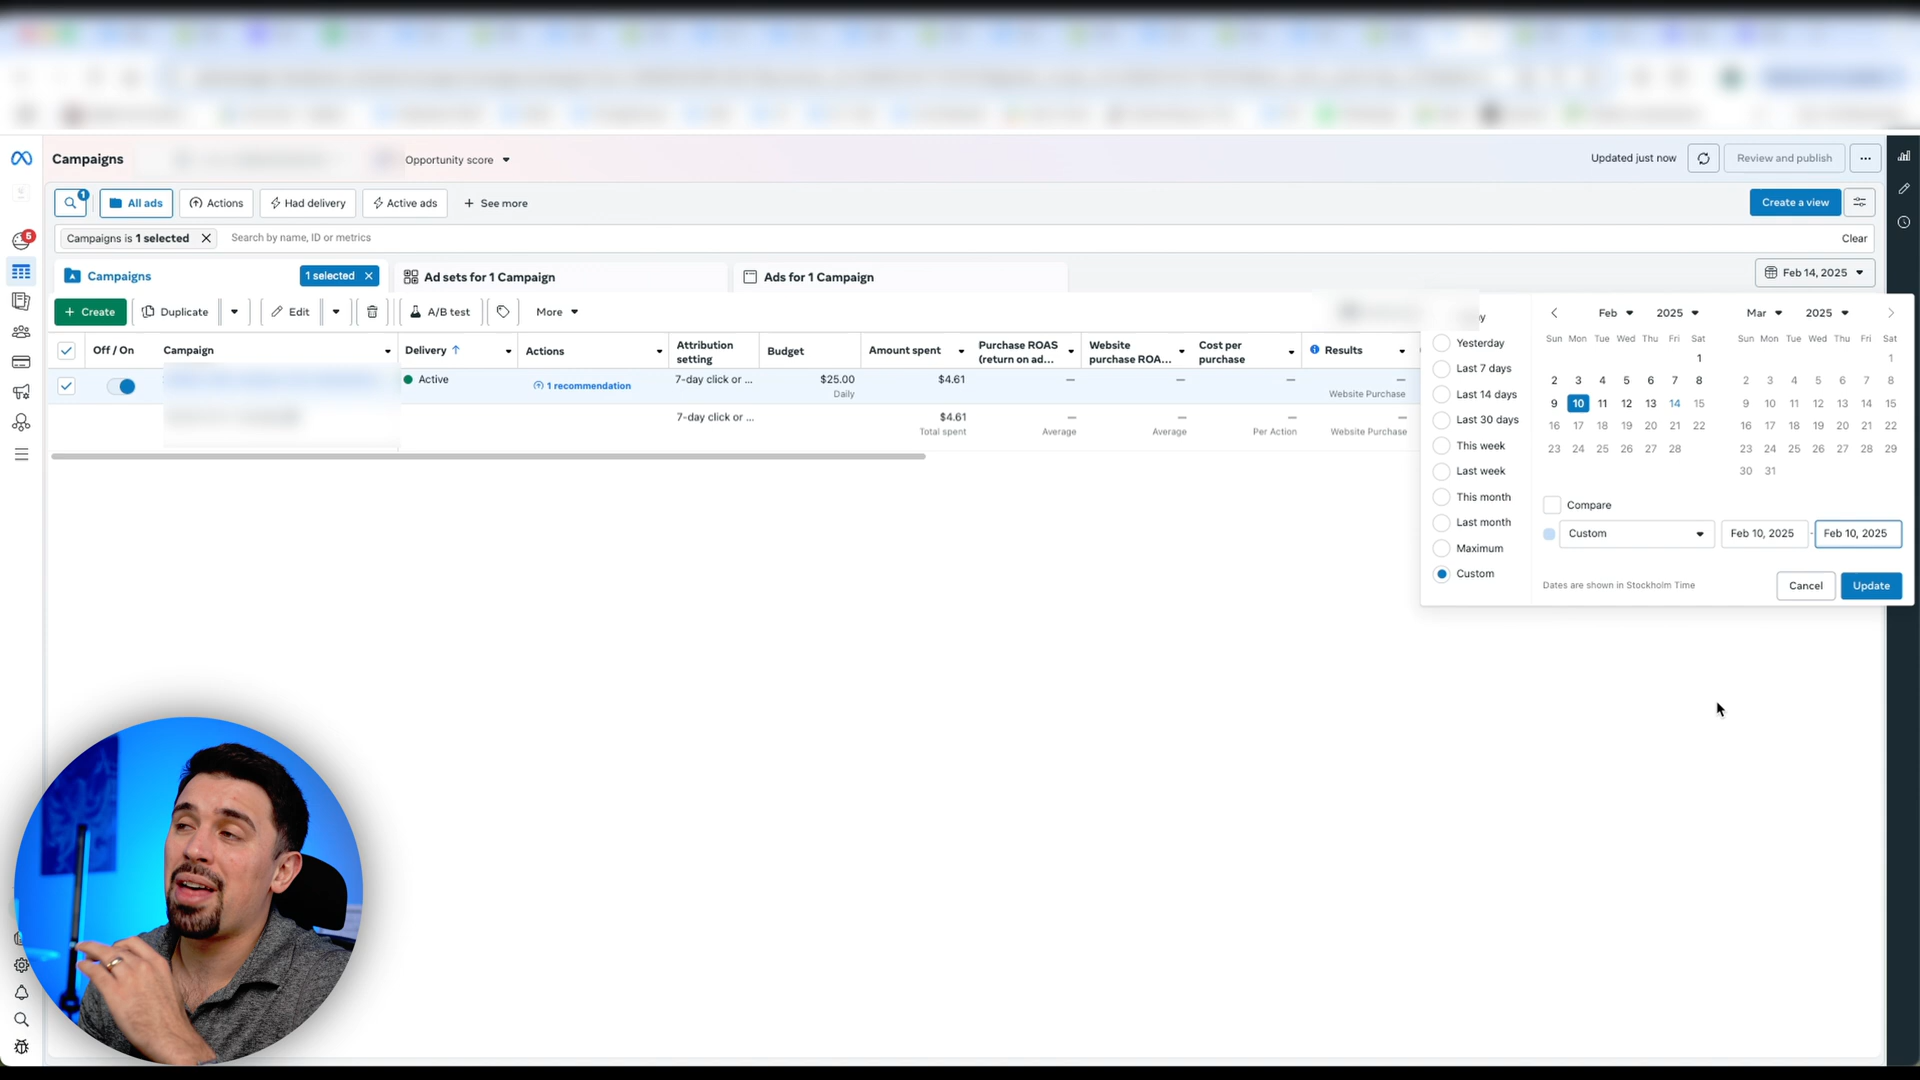 Campaigns
Opportunity score
Updated just now
Review and publish
1
All ads
Actions
Had delivery
Active ads
+ See more
Create a view
5
Campaigns is 1 selected
Search by name, ID or metrics
Clear
Campaigns
1 selected
Ad sets for 1 Campaign
Ads for 1 Campaign
Feb 14, 2025
+ Create
Duplicate
Edit
A/B test
More
Off / On
Campaign
Delivery
Actions
Attribution setting
Budget
Amount spent
Purchase ROAS (return on ad...
Website purchase ROA...
Cost per purchase
Results
Active
1 recommendation
7-day click or ...
$25.00
Daily
$4.61
—
—
—
—
Website Purchase
7-day click or ...
$4.61
Total spent
—
Average
—
Average
—
Per Action
—
Website Purchase
Yesterday
Last 7 days
Last 14 days
Last 30 days
This week
Last week
This month
Last month
Maximum
Custom
Feb 2025
Sun Mon Tue Wed Thu Fri Sat
1
2 3 4 5 6 7 8
9 10 11 12 13 14 15
16 17 18 19 20 21 22
23 24 25 26 27 28
Mar 2025
Sun Mon Tue Wed Thu Fri Sat
1
2 3 4 5 6 7 8
9 10 11 12 13 14 15
16 17 18 19 20 21 22
23 24 25 26 27 28 29
30 31
Compare
Custom
Feb 10, 2025 - Feb 10, 2025
Dates are shown in Stockholm Time
Cancel
Update